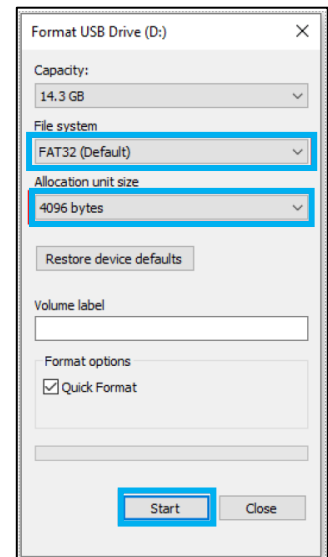 Format USB Drive (D:)
Capacity:
14.3 GB
File system
FAT32 (Default)
Allocation unit size
4096 bytes
Restore device defaults
Volume label
Format options
Quick Format
Start Close